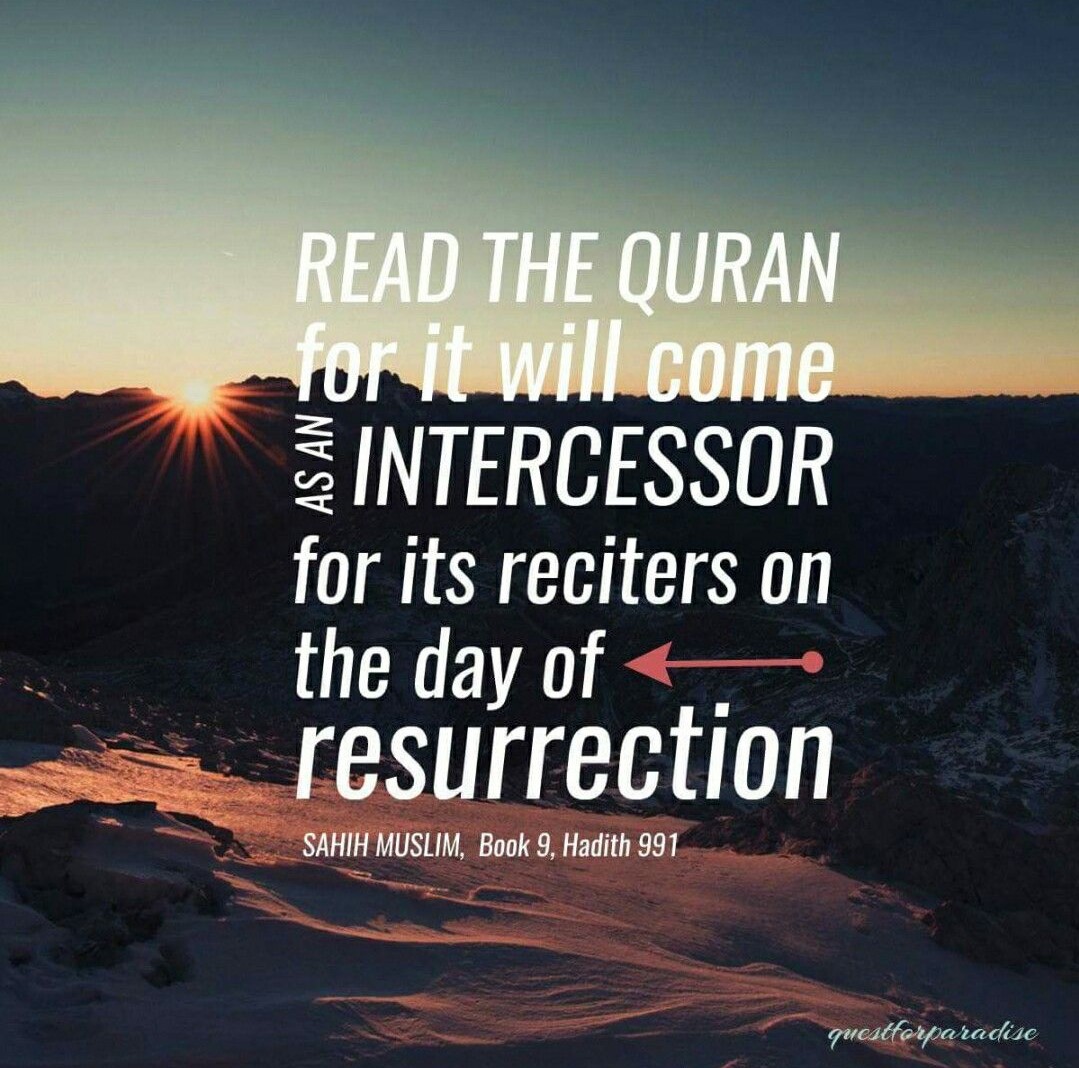 READ THE QURAN
for it will come
AS AN
INTERCESSOR
for its reciters on
the day of
resurrection
SAHIH MUSLIM, Book 9, Hadith 991
questforparadise